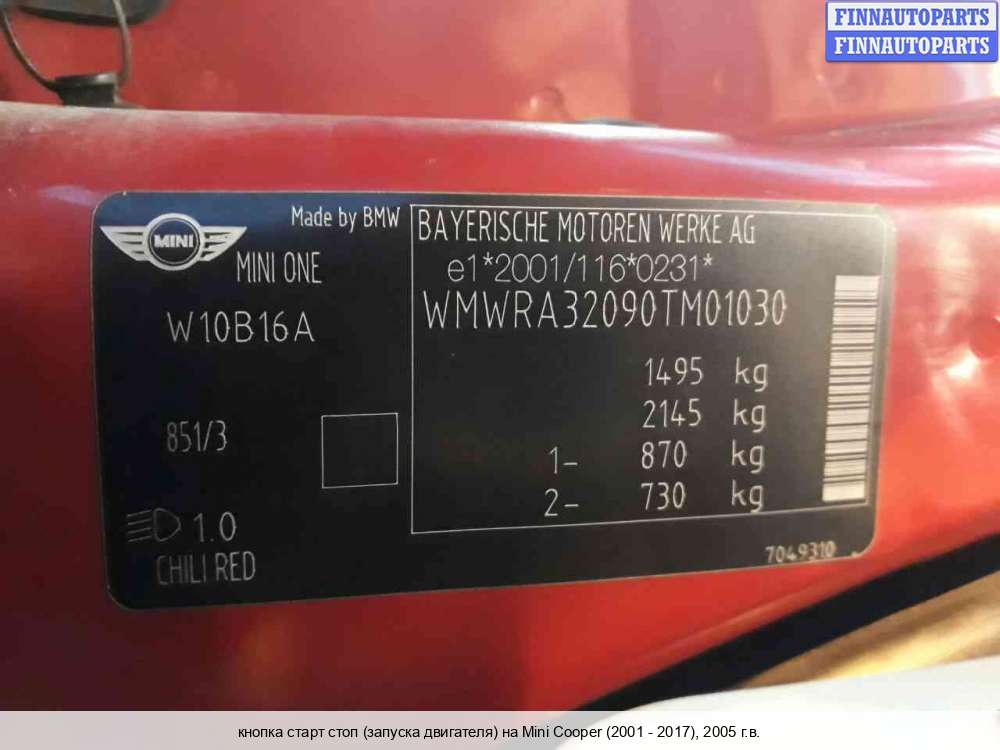 FINNAUTOPARTS
FINNAUTOPARTS
MINI
Made by BMW
MINI ONE
W10B16A
851/3
1.0
CHILI RED
BAYERISCHE MOTOREN WERKE AG
e1*2001/116*0231*
WMWRA32090TM01030
1495 kg
2145 kg
1- 870 kg
2- 730 kg
7049310
кнопка старт стоп (запуска двигателя) на Mini Cooper (2001 - 2017), 2005 г.в.